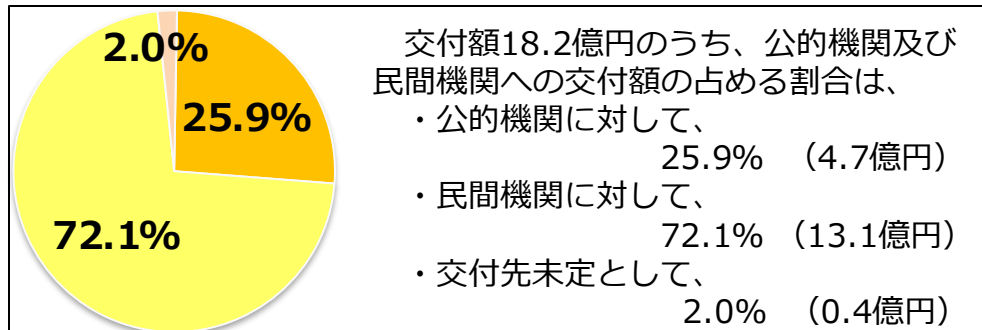 2.0%
25.9%
72.1%
交付額18.2億円のうち、公的機関及び
民間機関への交付額の占める割合は、
・公的機関に対して、
25.9% （4.7億円）
・民間機関に対して、
72.1% （13.1億円）
・交付先未定として、
2.0% （0.4億円）